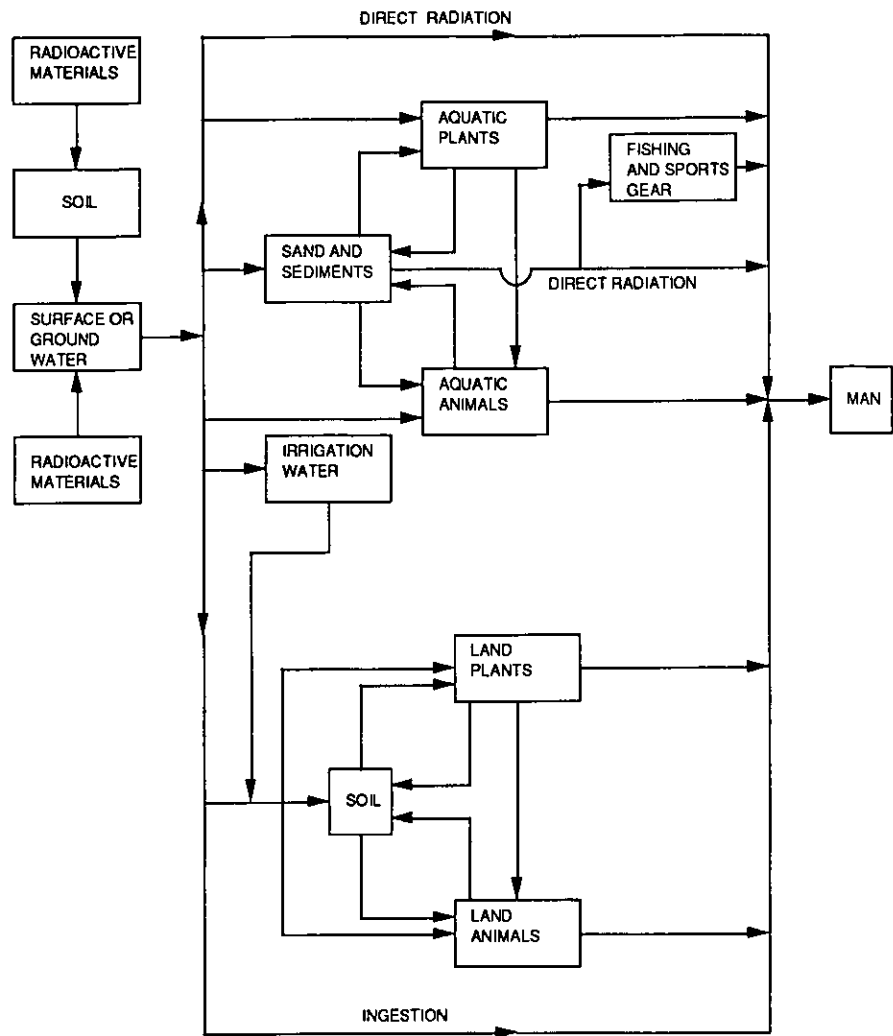 DIRECT RADIATION
RADIOACTIVE
MATERIALS
AQUATIC
PLANTS
FISHING
AND SPORTS
GEAR
SOIL
SAND AND
SEDIMENTS
DIRECT RADIATION
SURFACE OR
GROUND
WATER
AQUATIC
ANIMALS
MAN
RADIOACTIVE
MATERIALS
IRRIGATION
WATER
LAND
PLANTS
SOIL
LAND
ANIMALS
INGESTION